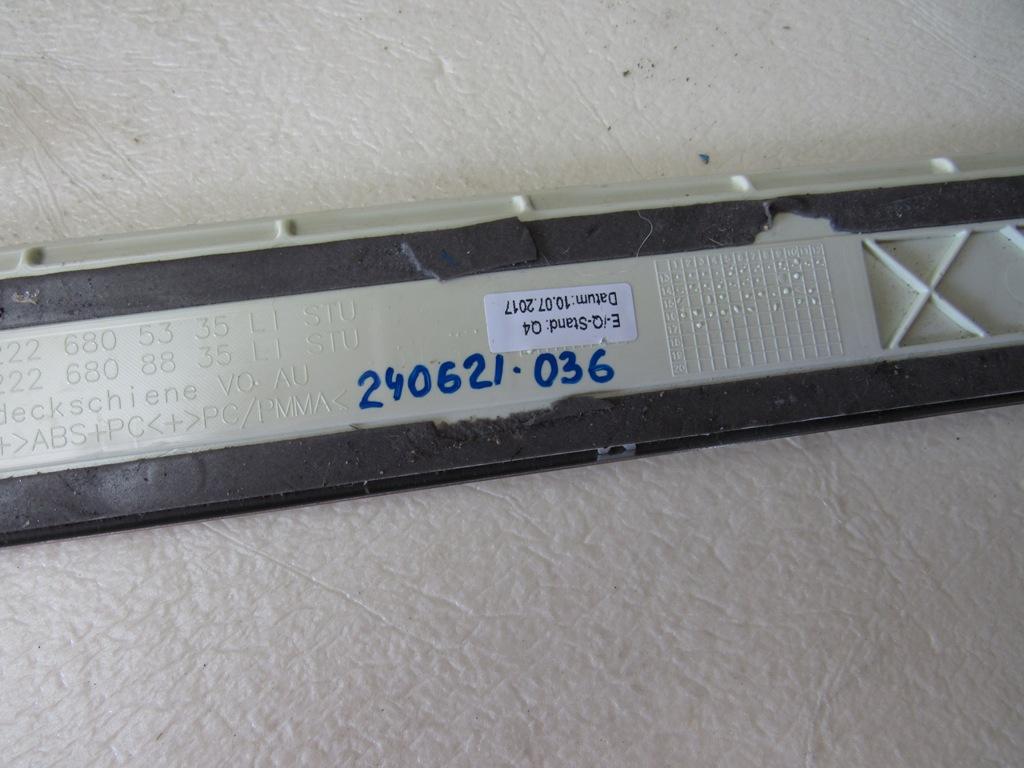 222 680 53 35 LI STU
222 680 88 35 LI STU
deckschiene VO. AU
+>ABS+PC<+>PC/PMMA<
240621.036
E-/Q-Stand: Q4
Datum: 10.07.2017